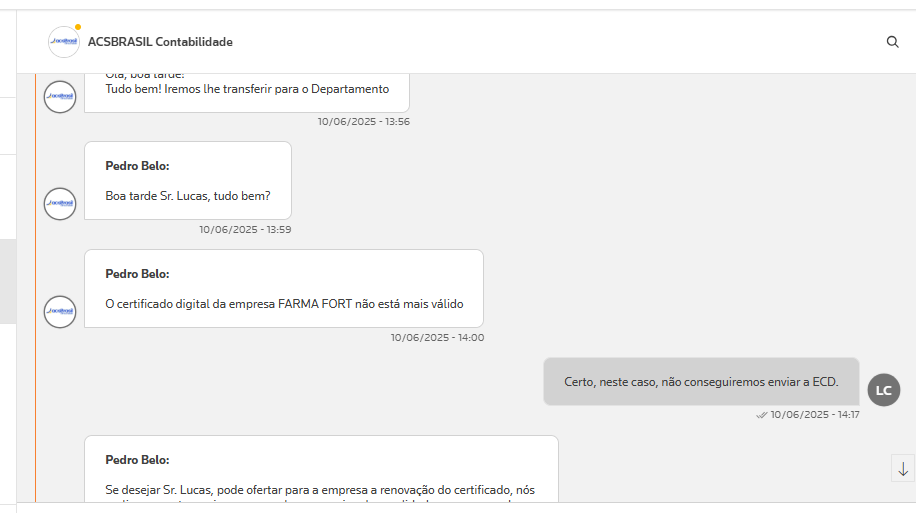 ACSBRASIL Contabilidade
Olá, boa tarde!
Tudo bem! Iremos lhe transferir para o Departamento
10/06/2025 - 13:56
Pedro Belo:
Boa tarde Sr. Lucas, tudo bem?
10/06/2025 - 13:59
Pedro Belo:
O certificado digital da empresa FARMA FORT não está mais válido
10/06/2025 - 14:00
Certo, neste caso, não conseguiremos enviar a ECD.
LC
10/06/2025 - 14:17
Pedro Belo:
Se desejar Sr. Lucas, pode ofertar para a empresa a renovação do certificado, nós